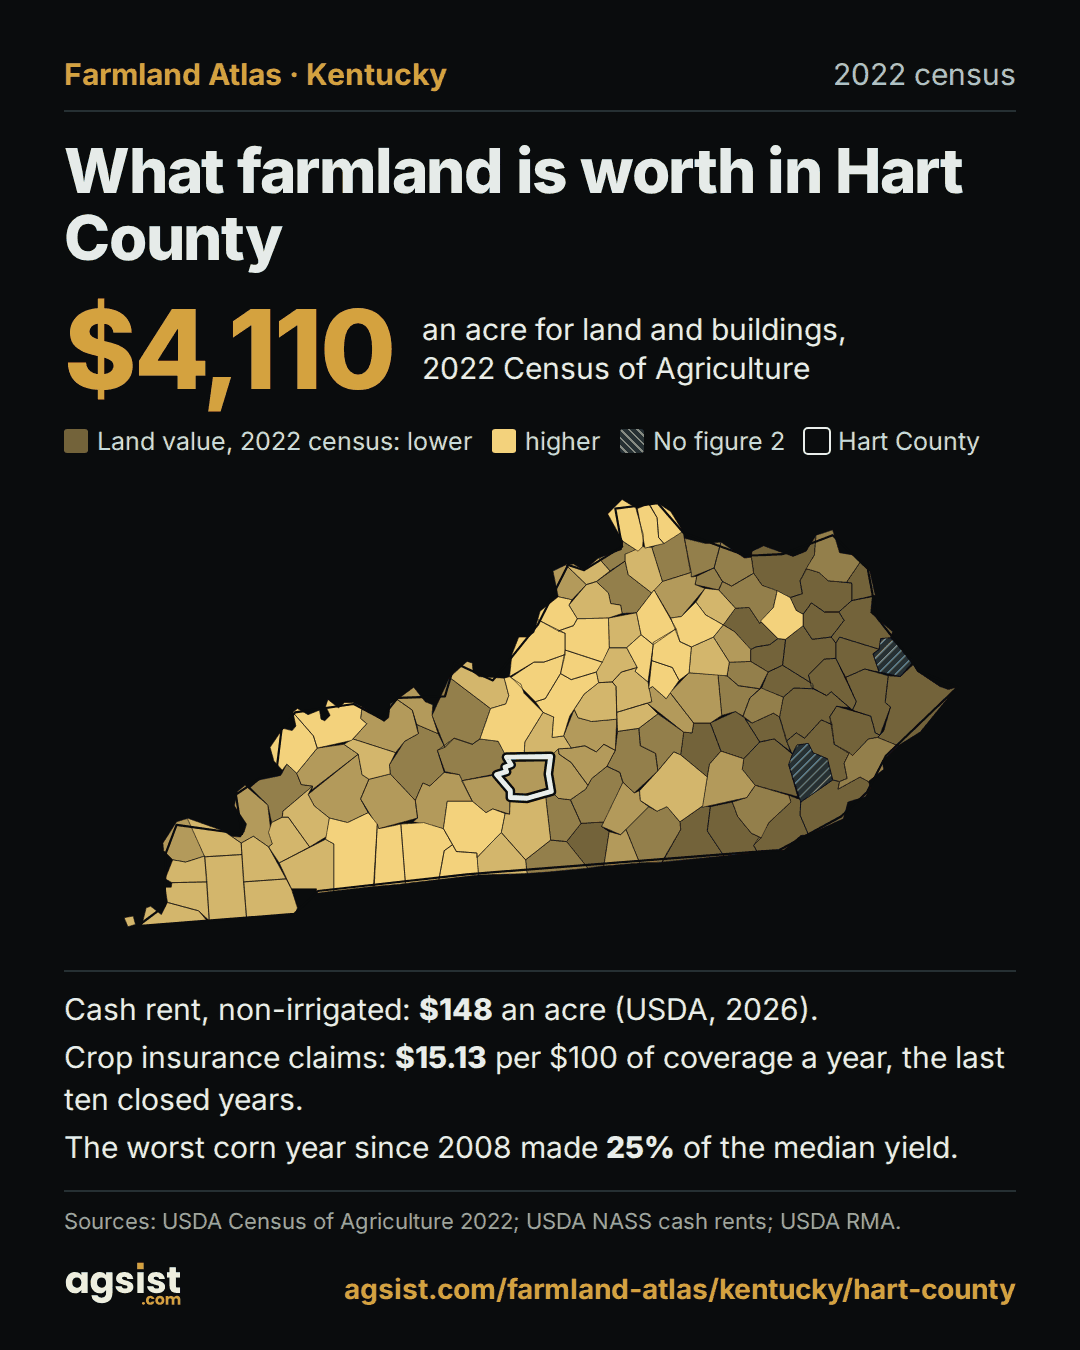 Farmland Atlas · Kentucky
2022 census
What farmland is worth in Hart
County
$4,110
an acre for land and buildings,
2022 Census of Agriculture
Land value, 2022 census: lower
higher
No figure 2
Hart County
Cash rent, non-irrigated: $148 an acre (USDA, 2026).
Crop insurance claims: $15.13 per $100 of coverage a year, the last
ten closed years.
The worst corn year since 2008 made 25% of the median yield.
Sources: USDA Census of Agriculture 2022; USDA NASS cash rents; USDA RMA.
agsist
.com
agsist.com/farmland-atlas/kentucky/hart-county